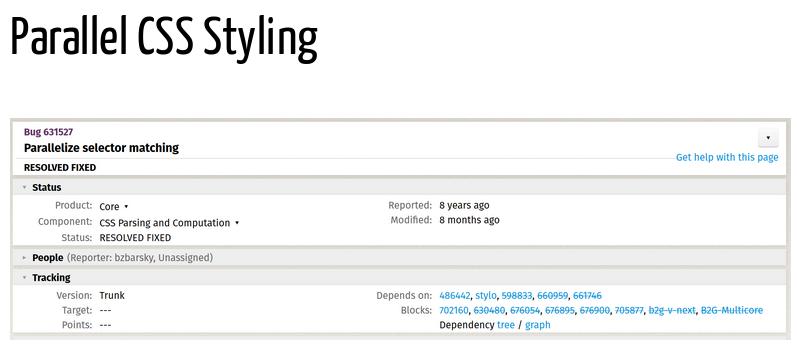 Parallel CSS Styling
Bug 631527
Parallelize selector matching
Get help with this page
RESOLVED FIXED
Status
Product: Core
Reported: 8 years ago
Component: CSS Parsing and Computation
Modified: 8 months ago
Status: RESOLVED FIXED
People (Reporter: bzbarsky, Unassigned)
Tracking
Version: Trunk
Depends on: 486442, stylo, 598833, 660959, 661746
Target: ---
Blocks: 702160, 630480, 676054, 676895, 676900, 705877, b2g-v-next, B2G-Multicore
Points: ---
Dependency tree / graph